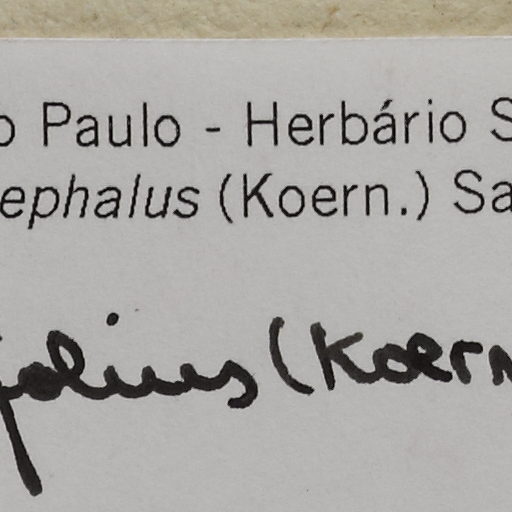 o Paulo - Herbário S
ephalus (Koern.) Sa
folius (Koern